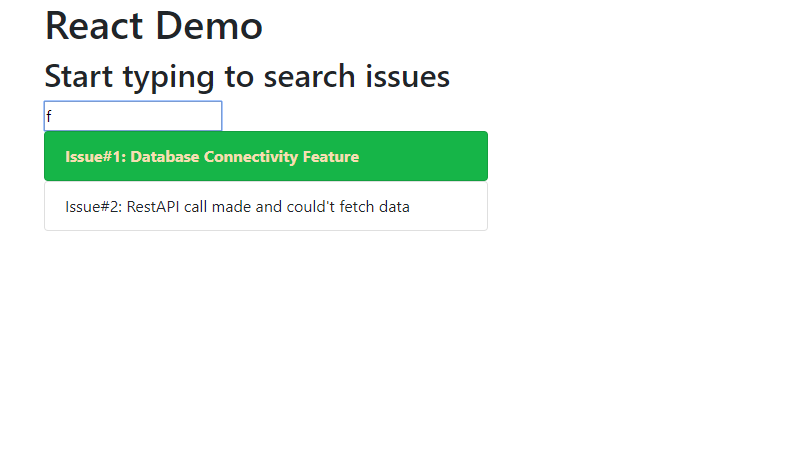 React Demo
Start typing to search issues
f
Issue#1: Database Connectivity Feature
Issue#2: RestAPI call made and could't fetch data